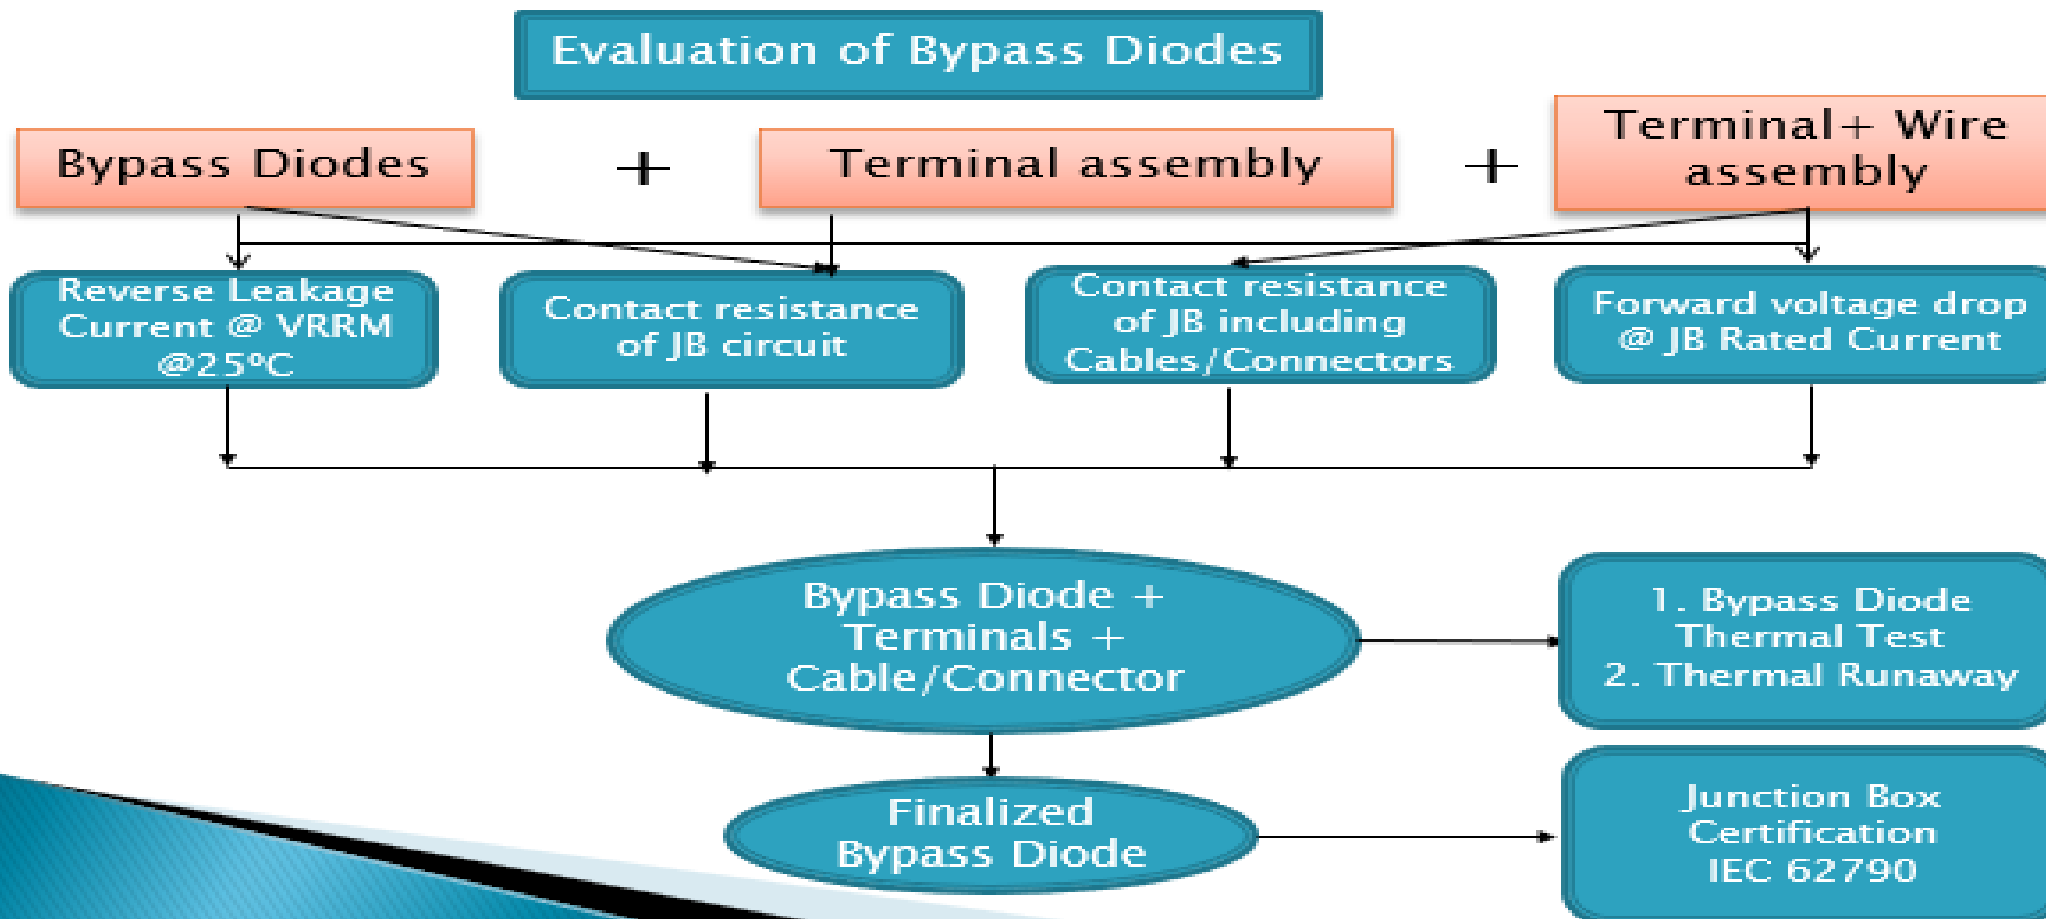 Evaluation of Bypass Diodes
Bypass Diodes
+
Terminal assembly
+
Terminal+ Wire
assembly
Reverse Leakage
Current @ VRRM
@25ºC
Contact resistance
of JB circuit
Contact resistance
of JB including
Cables/Connectors
Forward voltage drop
@ JB Rated Current
Bypass Diode +
Terminals +
Cable/Connector
1. Bypass Diode
Thermal Test
2. Thermal Runaway
Finalized
Bypass Diode
Junction Box
Certification
IEC 62790